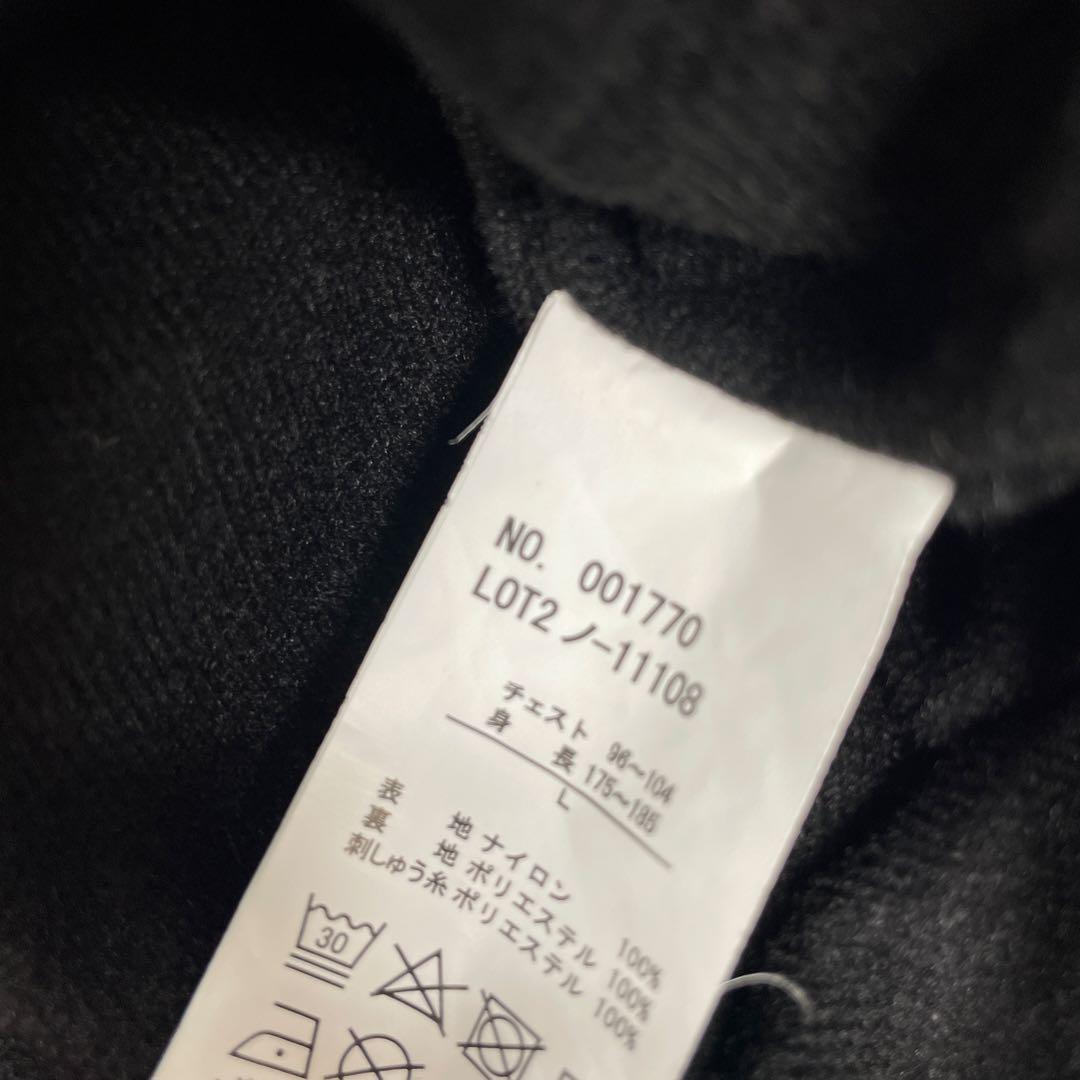 NO. 001770
LOT2 ノ-11108
チェスト 96～104
身 長 175～185
L
表 地 ナイロン 100%
裏 地 ポリエステル 100%
刺しゅう糸 ポリエステル 100%
30